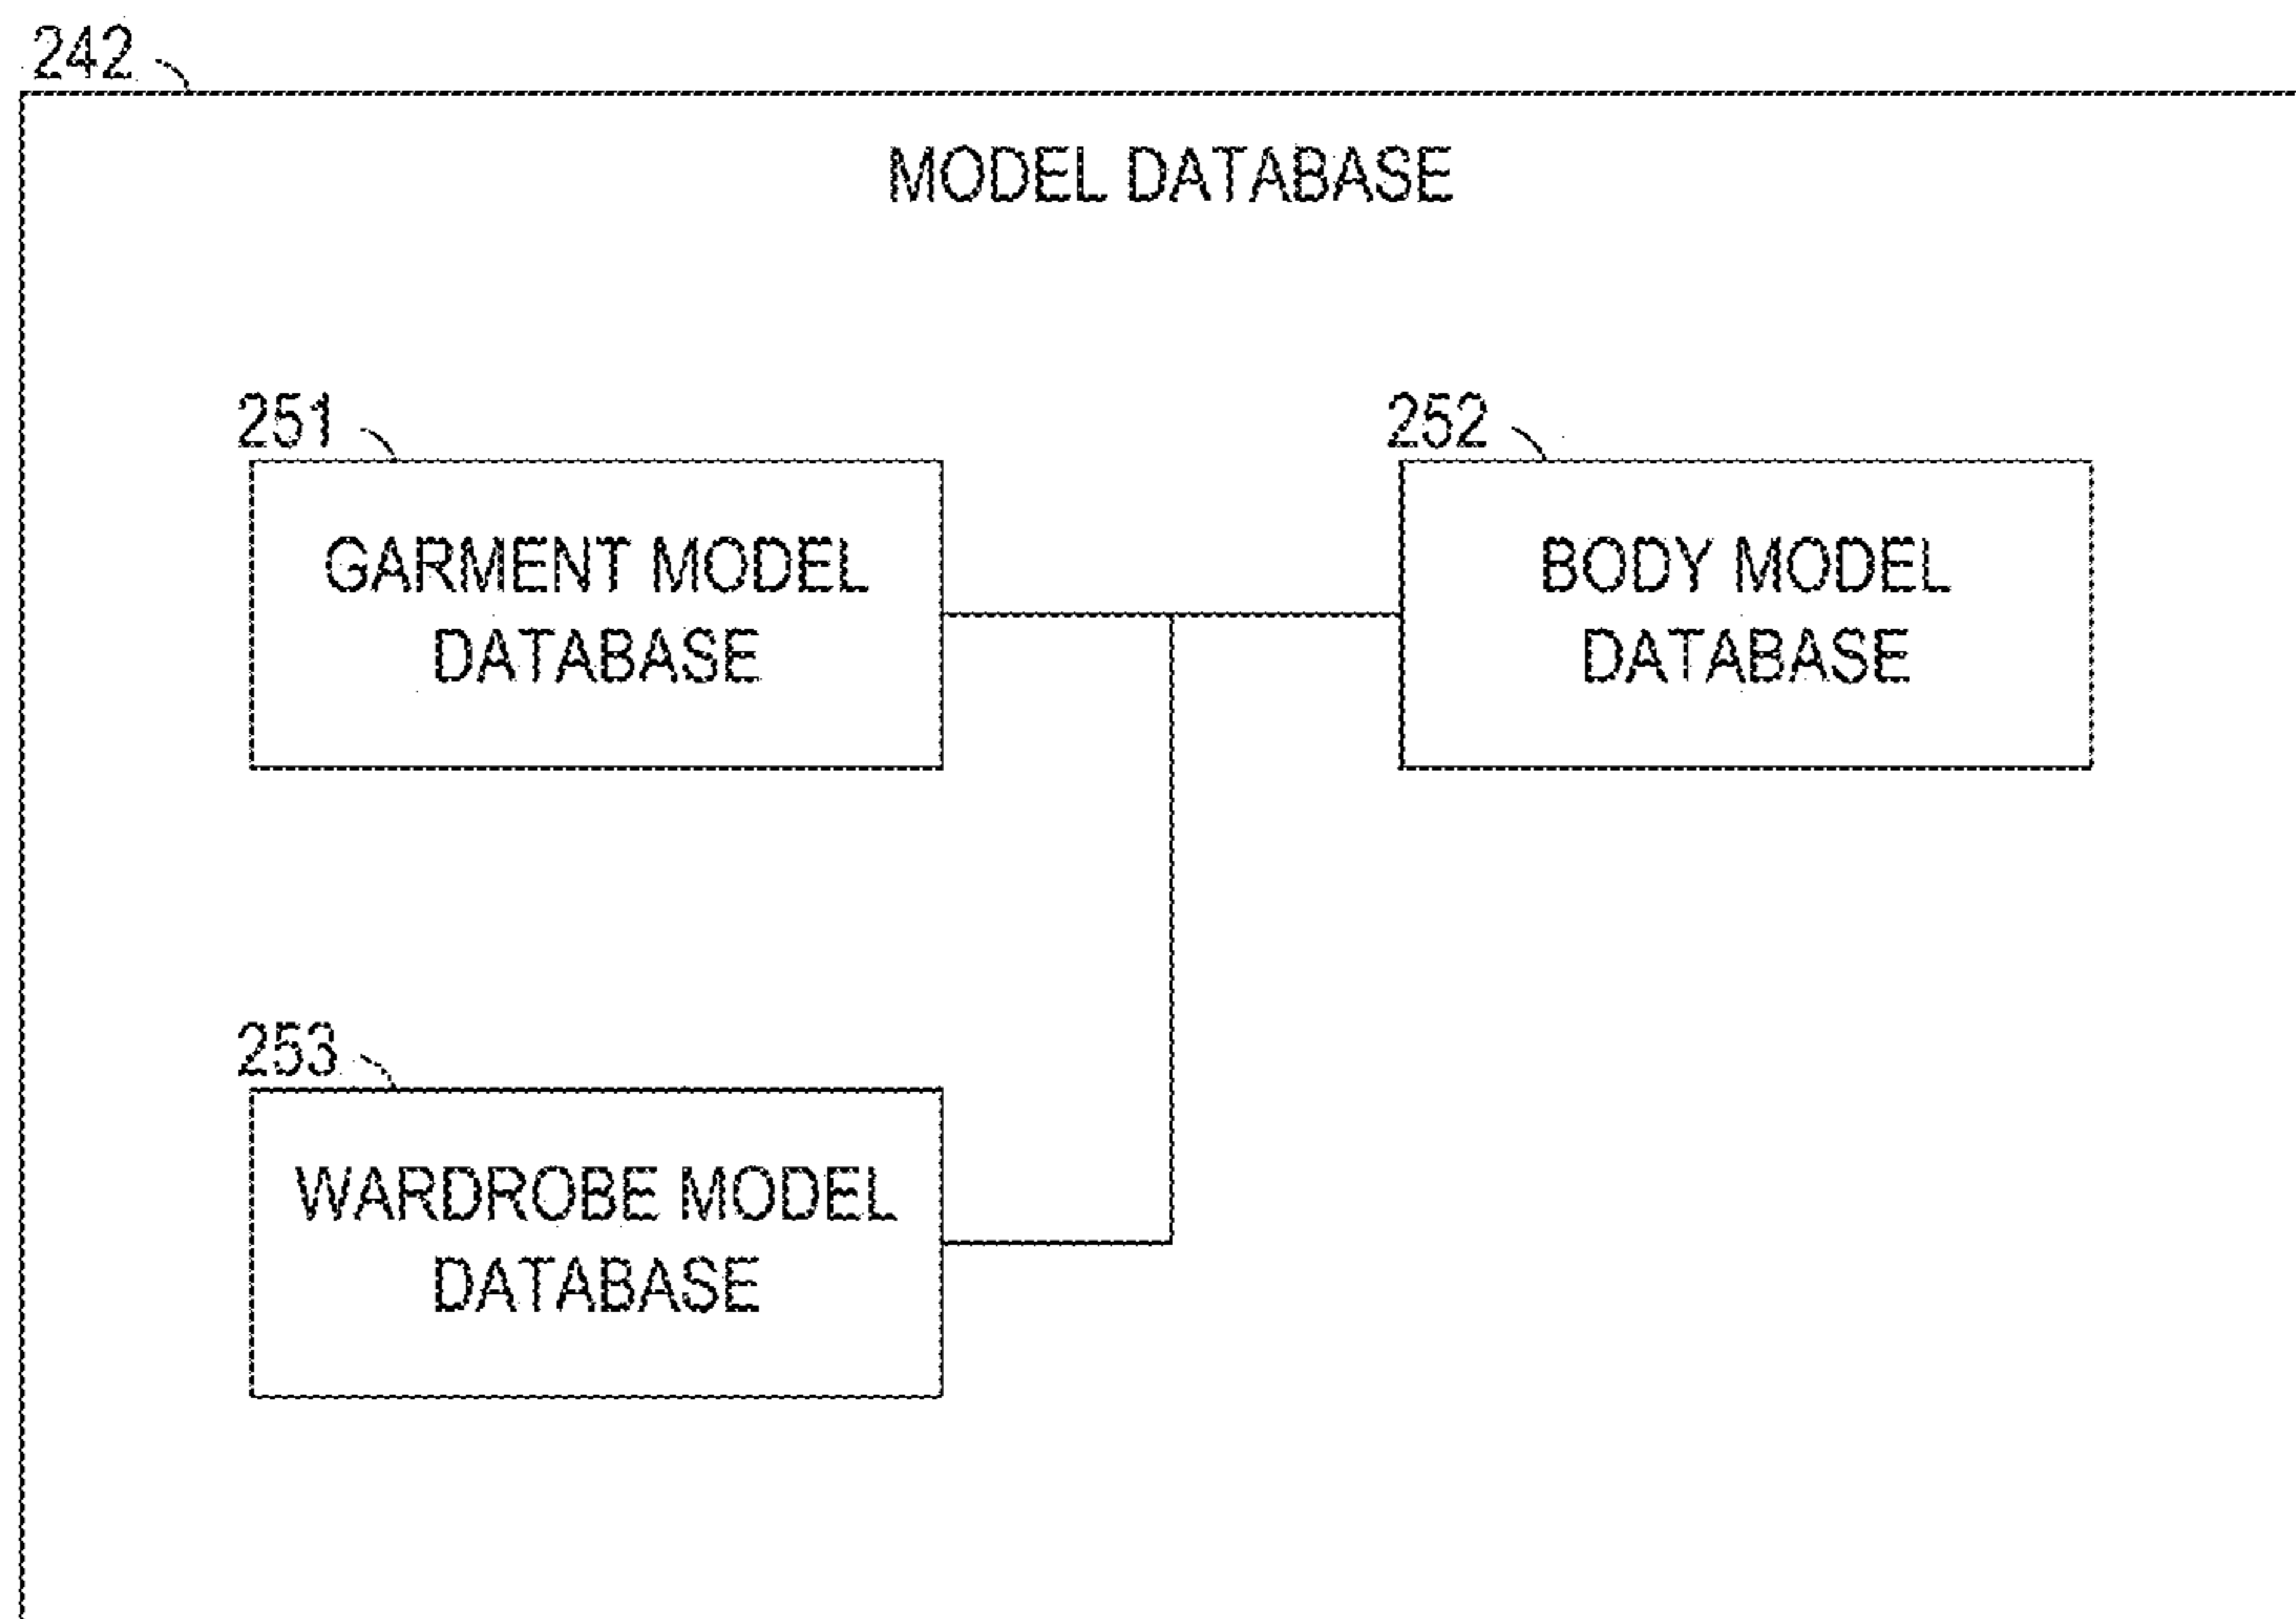 242
MODEL DATABASE
251
GARMENT MODEL
DATABASE
252
BODY MODEL
DATABASE
253
WARDROBE MODEL
DATABASE